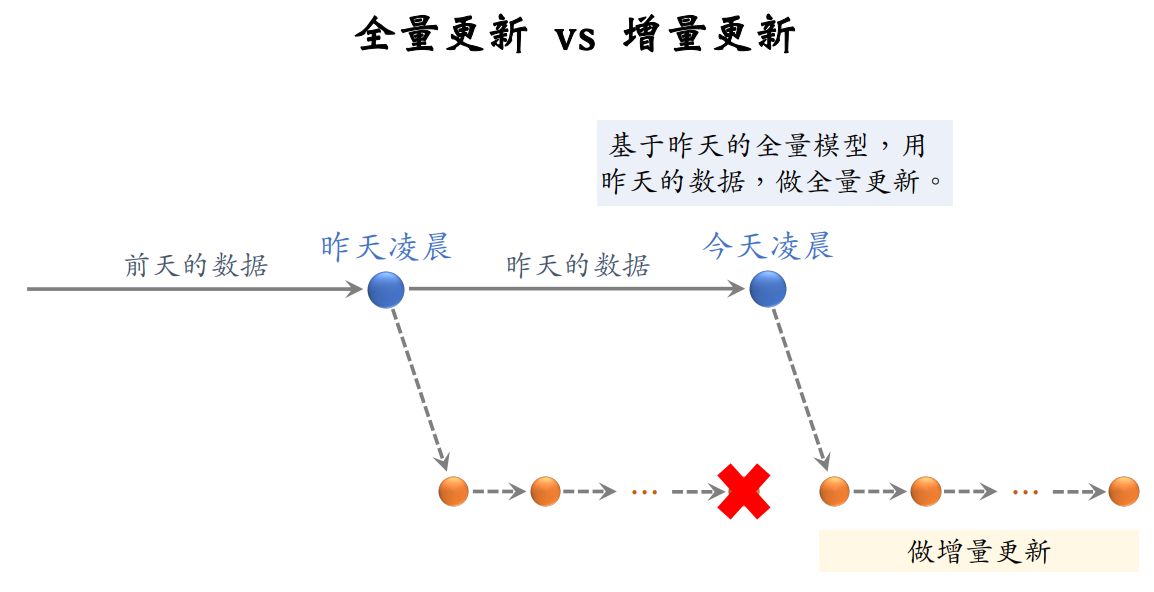 全量更新 vs 增量更新
基于昨天的全量模型，用
昨天的数据，做全量更新。
前天的数据
昨天凌晨
昨天的数据
今天凌晨
…
…
做增量更新